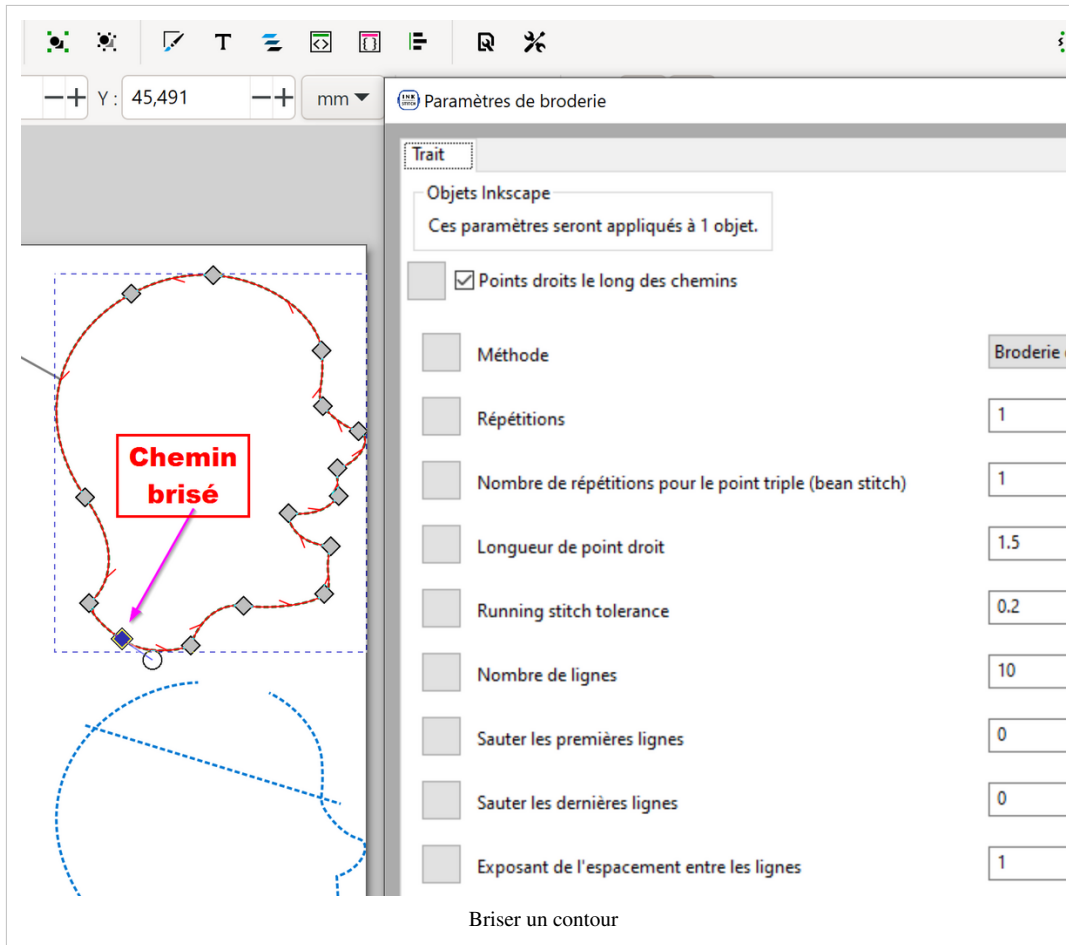 Y : 45,491 mm
INK STITCH Paramètres de broderie
Trait
Objets Inkscape
Ces paramètres seront appliqués à 1 objet.
Points droits le long des chemins
Méthode Broderie
Répétitions 1
Chemin
brisé
Nombre de répétitions pour le point triple (bean stitch) 1
Longueur de point droit 1.5
Running stitch tolerance 0.2
Nombre de lignes 10
Sauter les premières lignes 0
Sauter les dernières lignes 0
Exposant de l'espacement entre les lignes 1
Briser un contour